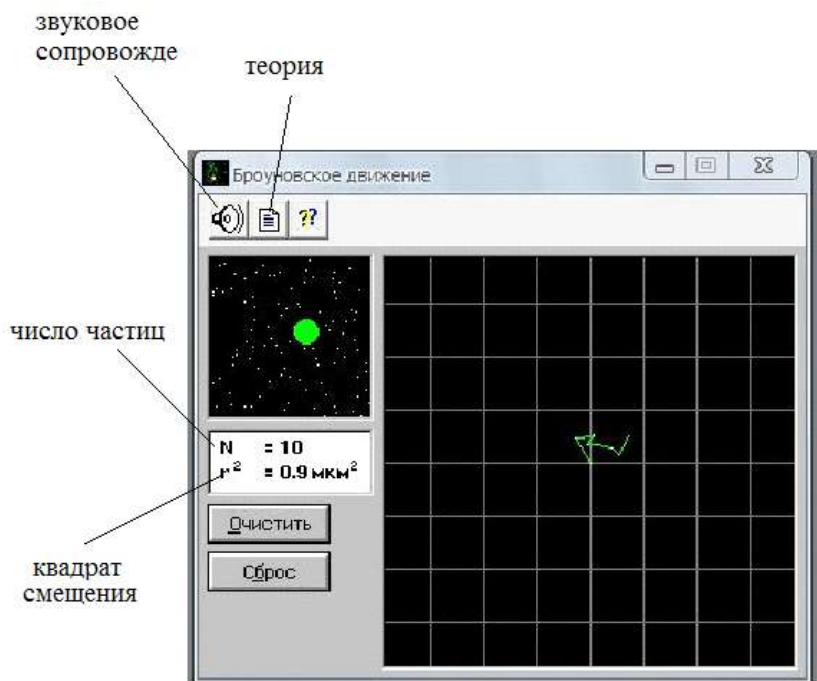 звуковое
сопровожде
теория
Броуновское движение
??
число частиц
N = 10
r² = 0.9 мкм²
Очистить
Сброс
квадрат
смещения